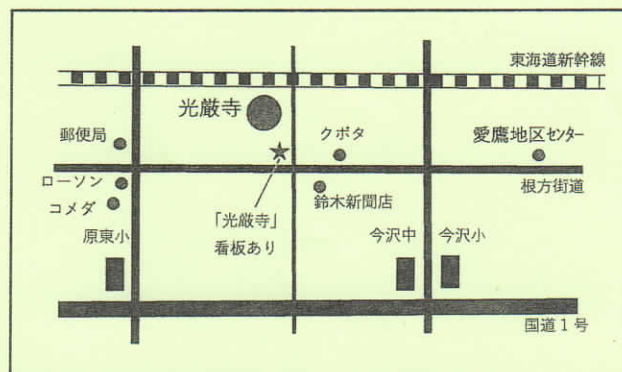 東海道新幹線
光厳寺
郵便局
クボタ
愛鷹地区センター
ローソン
根方街道
コメダ
鈴木新聞店
「光厳寺」
看板あり
原東小
今沢中
今沢小
国道1号